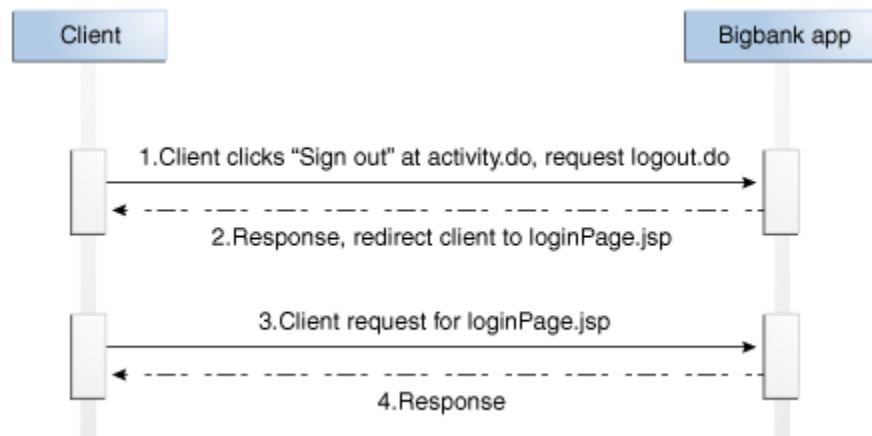 Client
Bigbank app
1.Client clicks “Sign out” at activity.do, request logout.do
2.Response, redirect client to loginPage.jsp
3.Client request for loginPage.jsp
4.Response